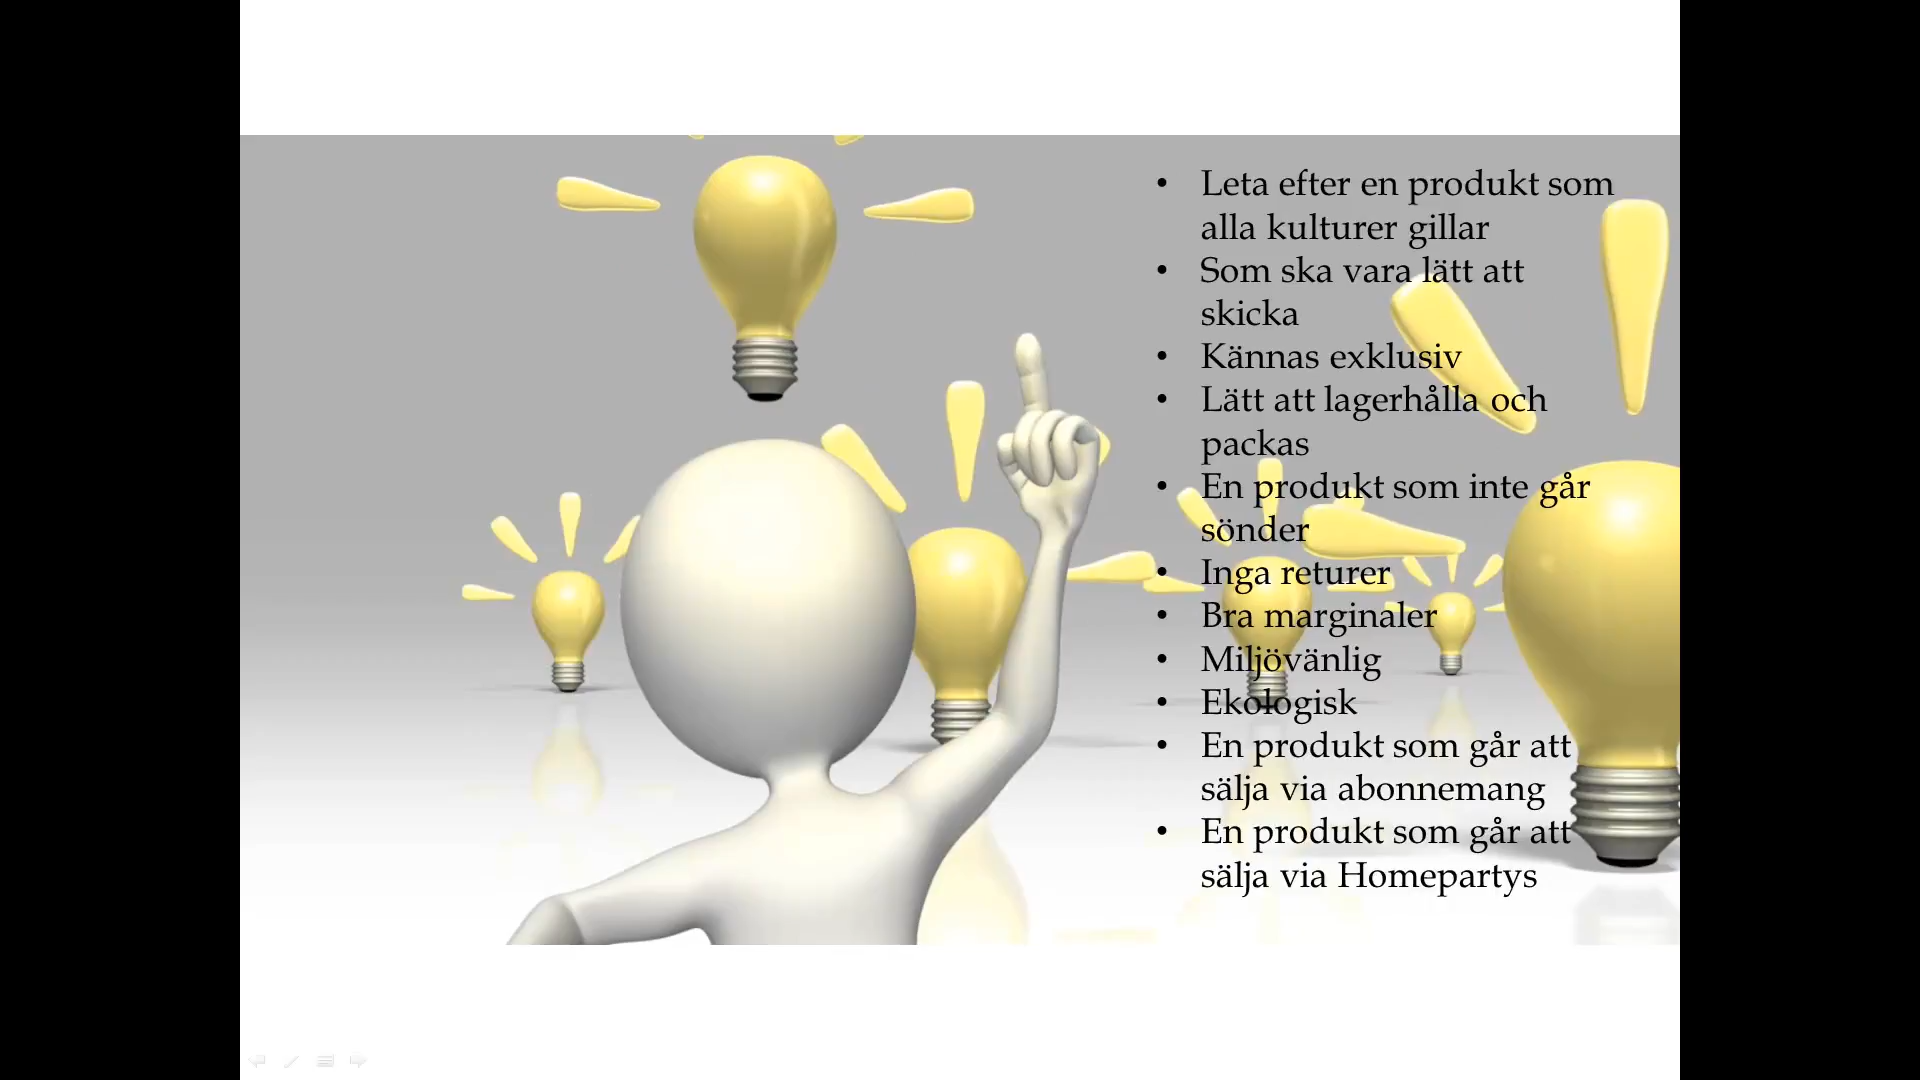 • Leta efter en produkt som
alla kulturer gillar
• Som ska vara lätt att
skicka
• Kännas exklusiv
• Lätt att lagerhålla och
packas
• En produkt som inte går
sönder
• Inga returer
• Bra marginaler
• Miljövänlig
• Ekologisk
• En produkt som går att
sälja via abonnemang
• En produkt som går att
sälja via Homepartys